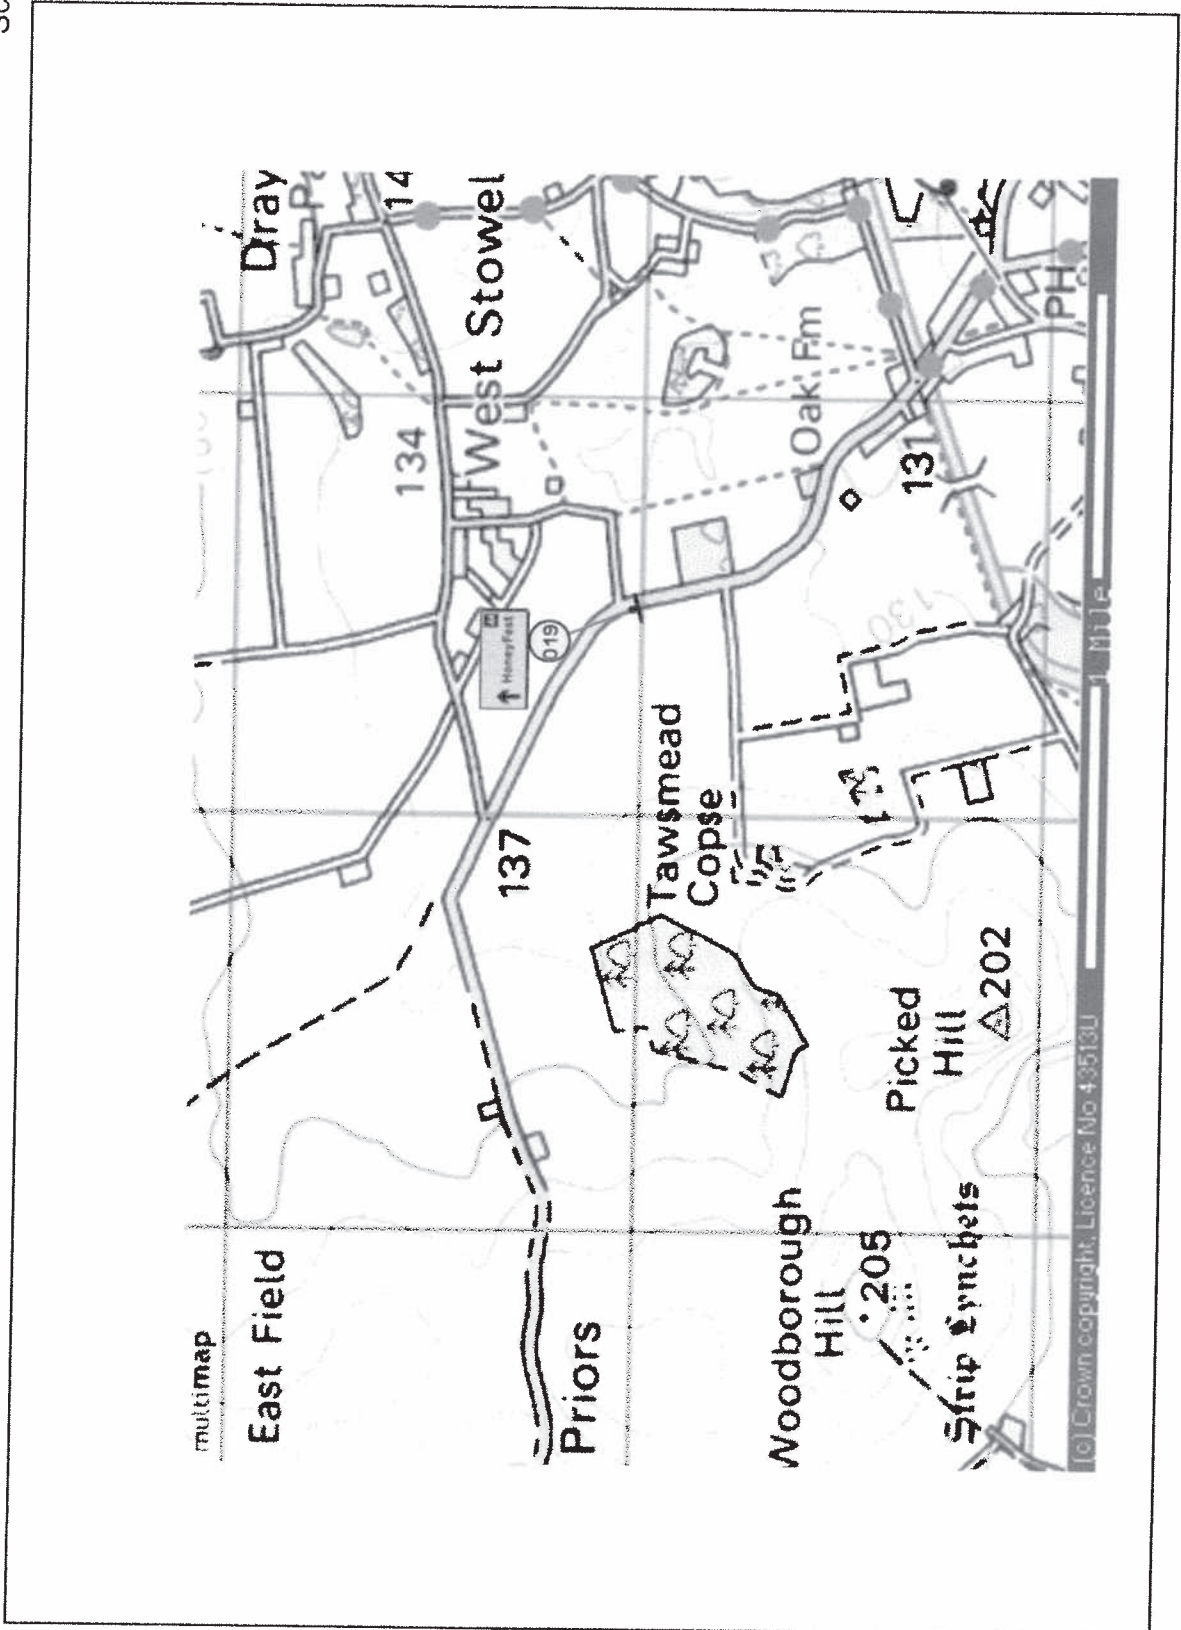 multimap
East Field
Dray
14
134
West Stowel
HoneyFest
019
137
Priors
Tawsmead
Copse
Oak Fm
131
130
PH
Woodborough
Hill
205
Picked
Hill
202
Strip Lynchets
(c) Crown copyright, Licence No 43513U
1 Mile